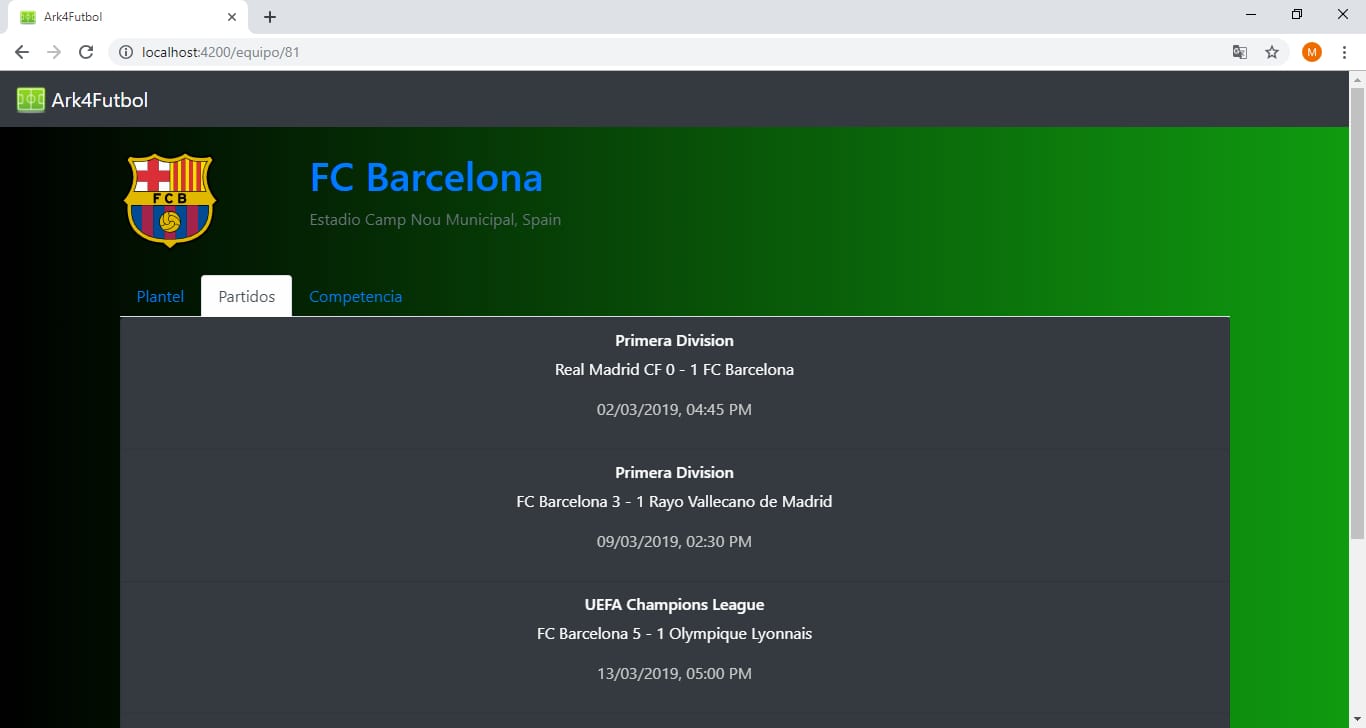 Ark4Futbol
localhost:4200/equipo/81
M
Ark4Futbol
FCB
FC Barcelona
Estadio Camp Nou Municipal, Spain
Plantel Partidos Competencia
Primera Division
Real Madrid CF 0 - 1 FC Barcelona
02/03/2019, 04:45 PM
Primera Division
FC Barcelona 3 - 1 Rayo Vallecano de Madrid
09/03/2019, 02:30 PM
UEFA Champions League
FC Barcelona 5 - 1 Olympique Lyonnais
13/03/2019, 05:00 PM